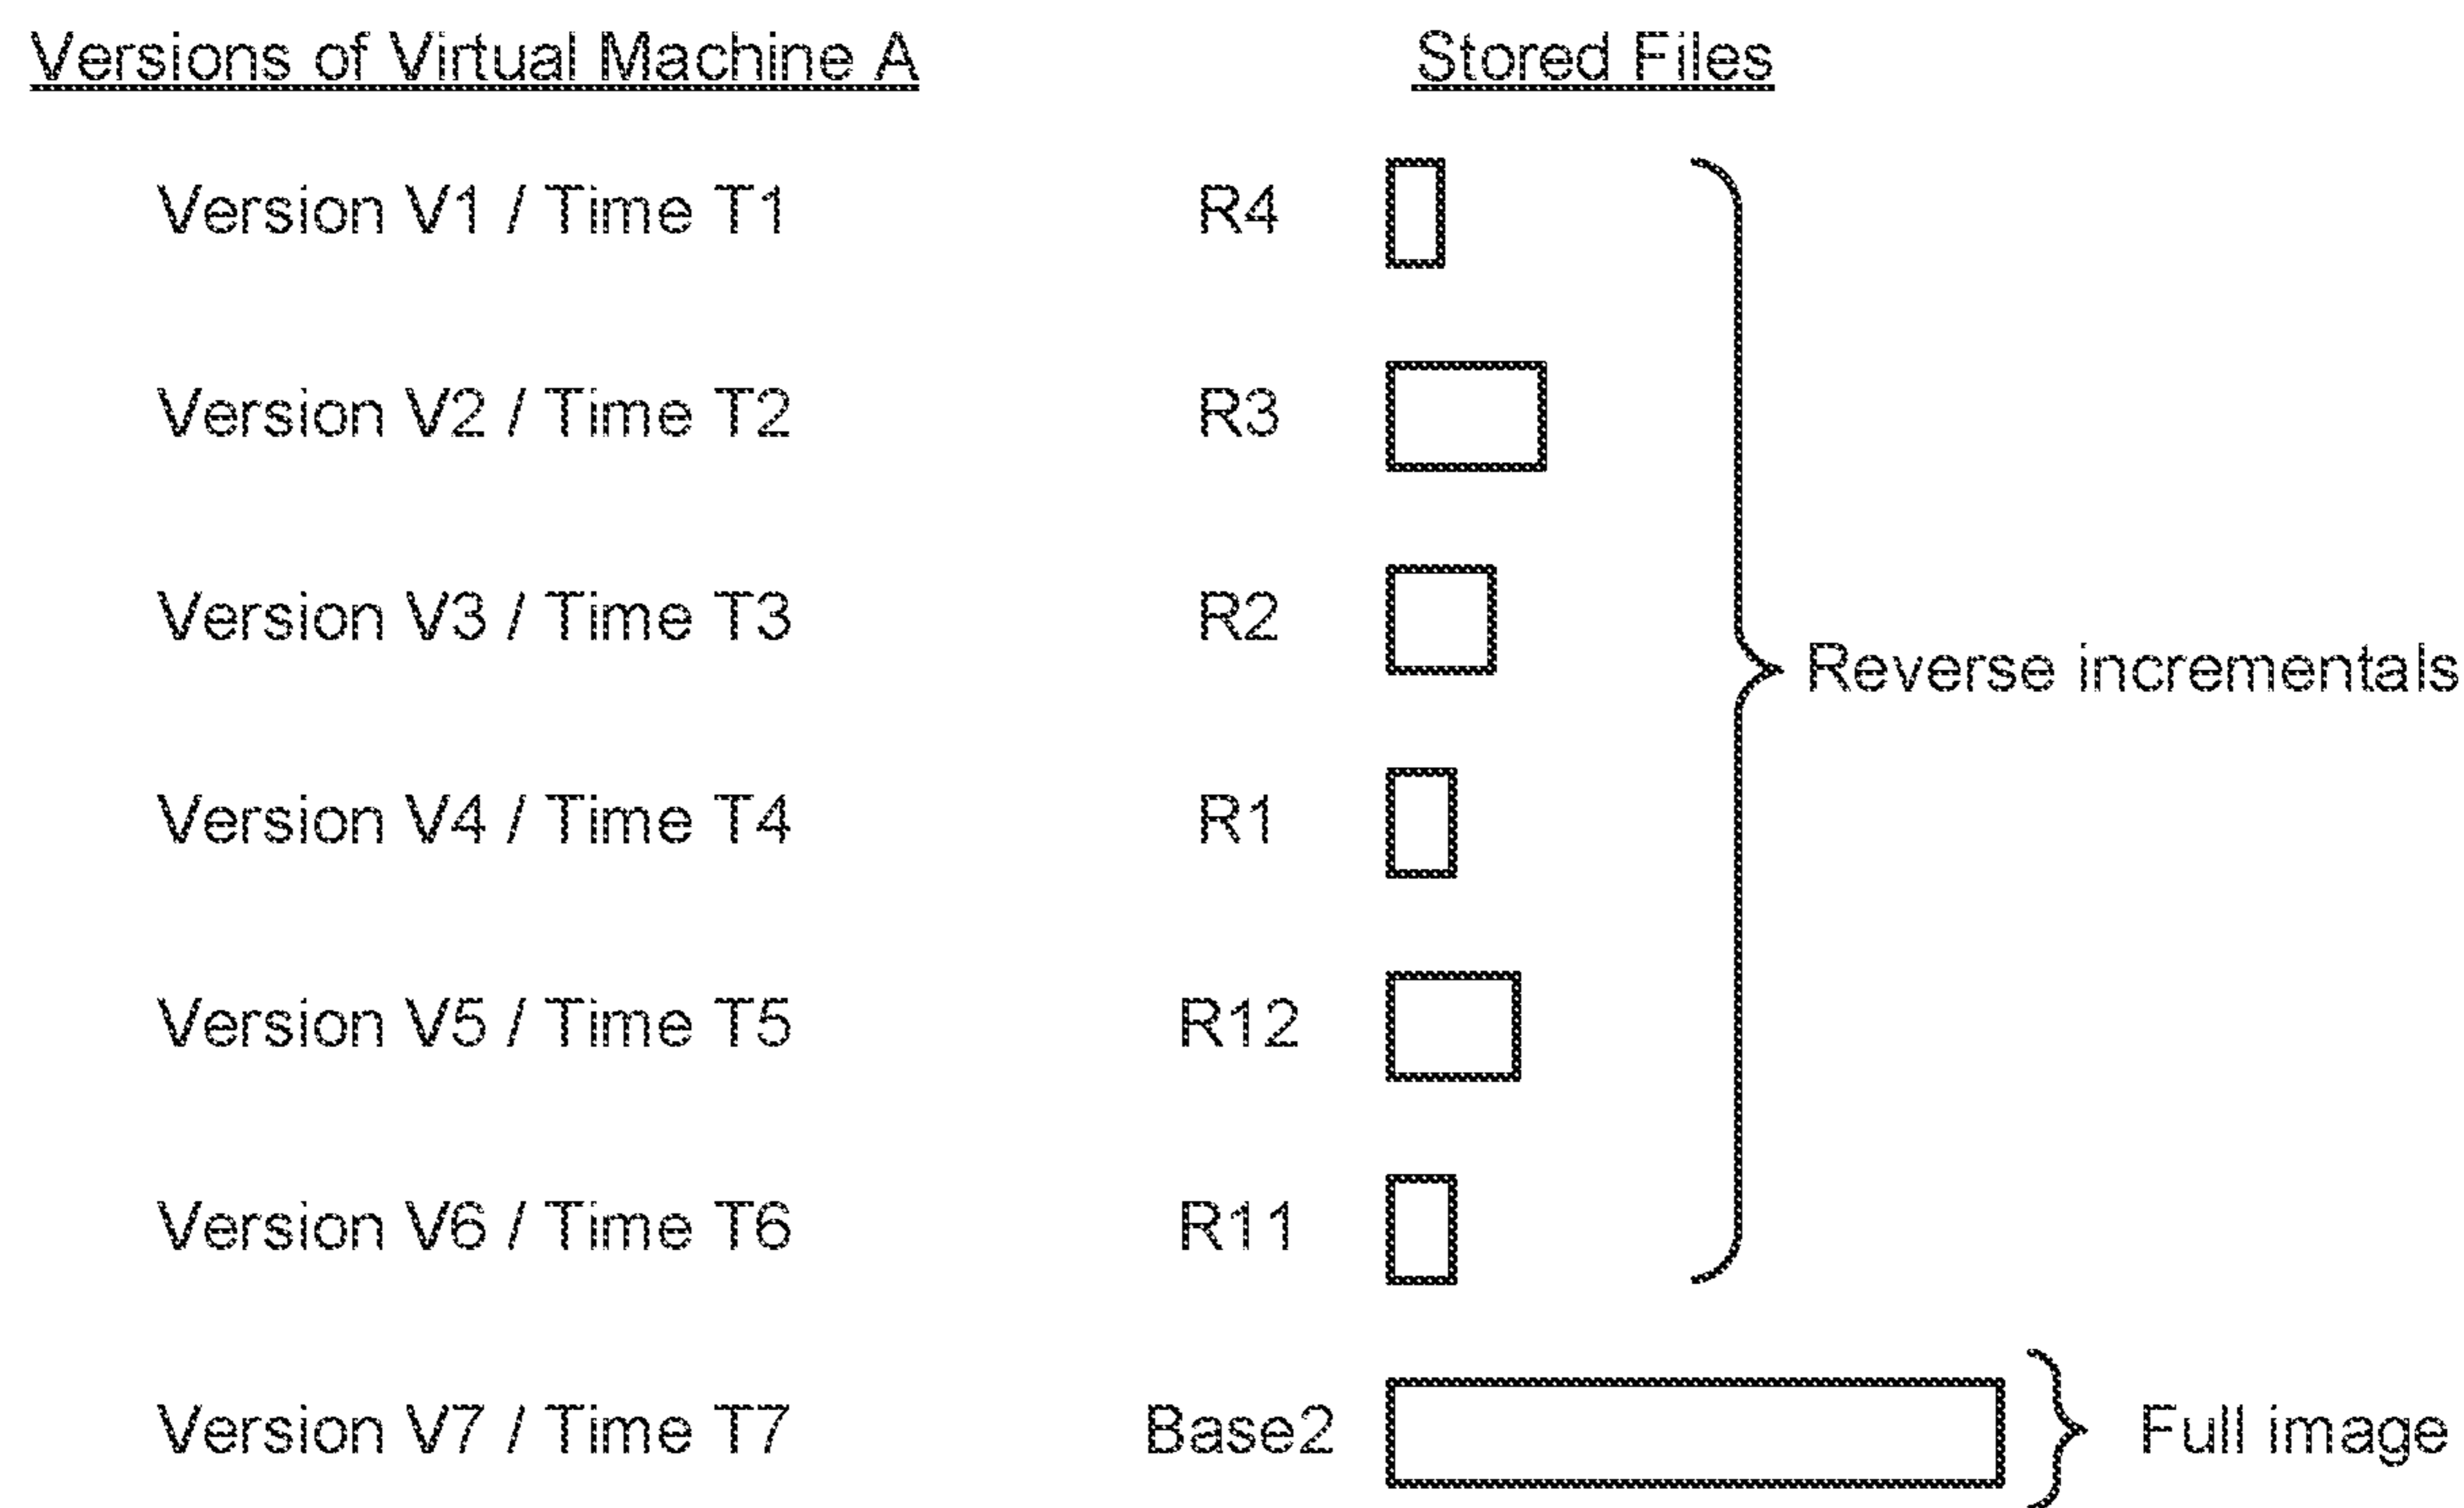 Versions of Virtual Machine A Stored Files
Version V1 / Time T1 R4
Version V2 / Time T2 R3
Version V3 / Time T3 R2
Reverse incrementals
Version V4 / Time T4 R1
Version V5 / Time T5 R12
Version V6 / Time T6 R11
Version V7 / Time T7 Base2 Full image